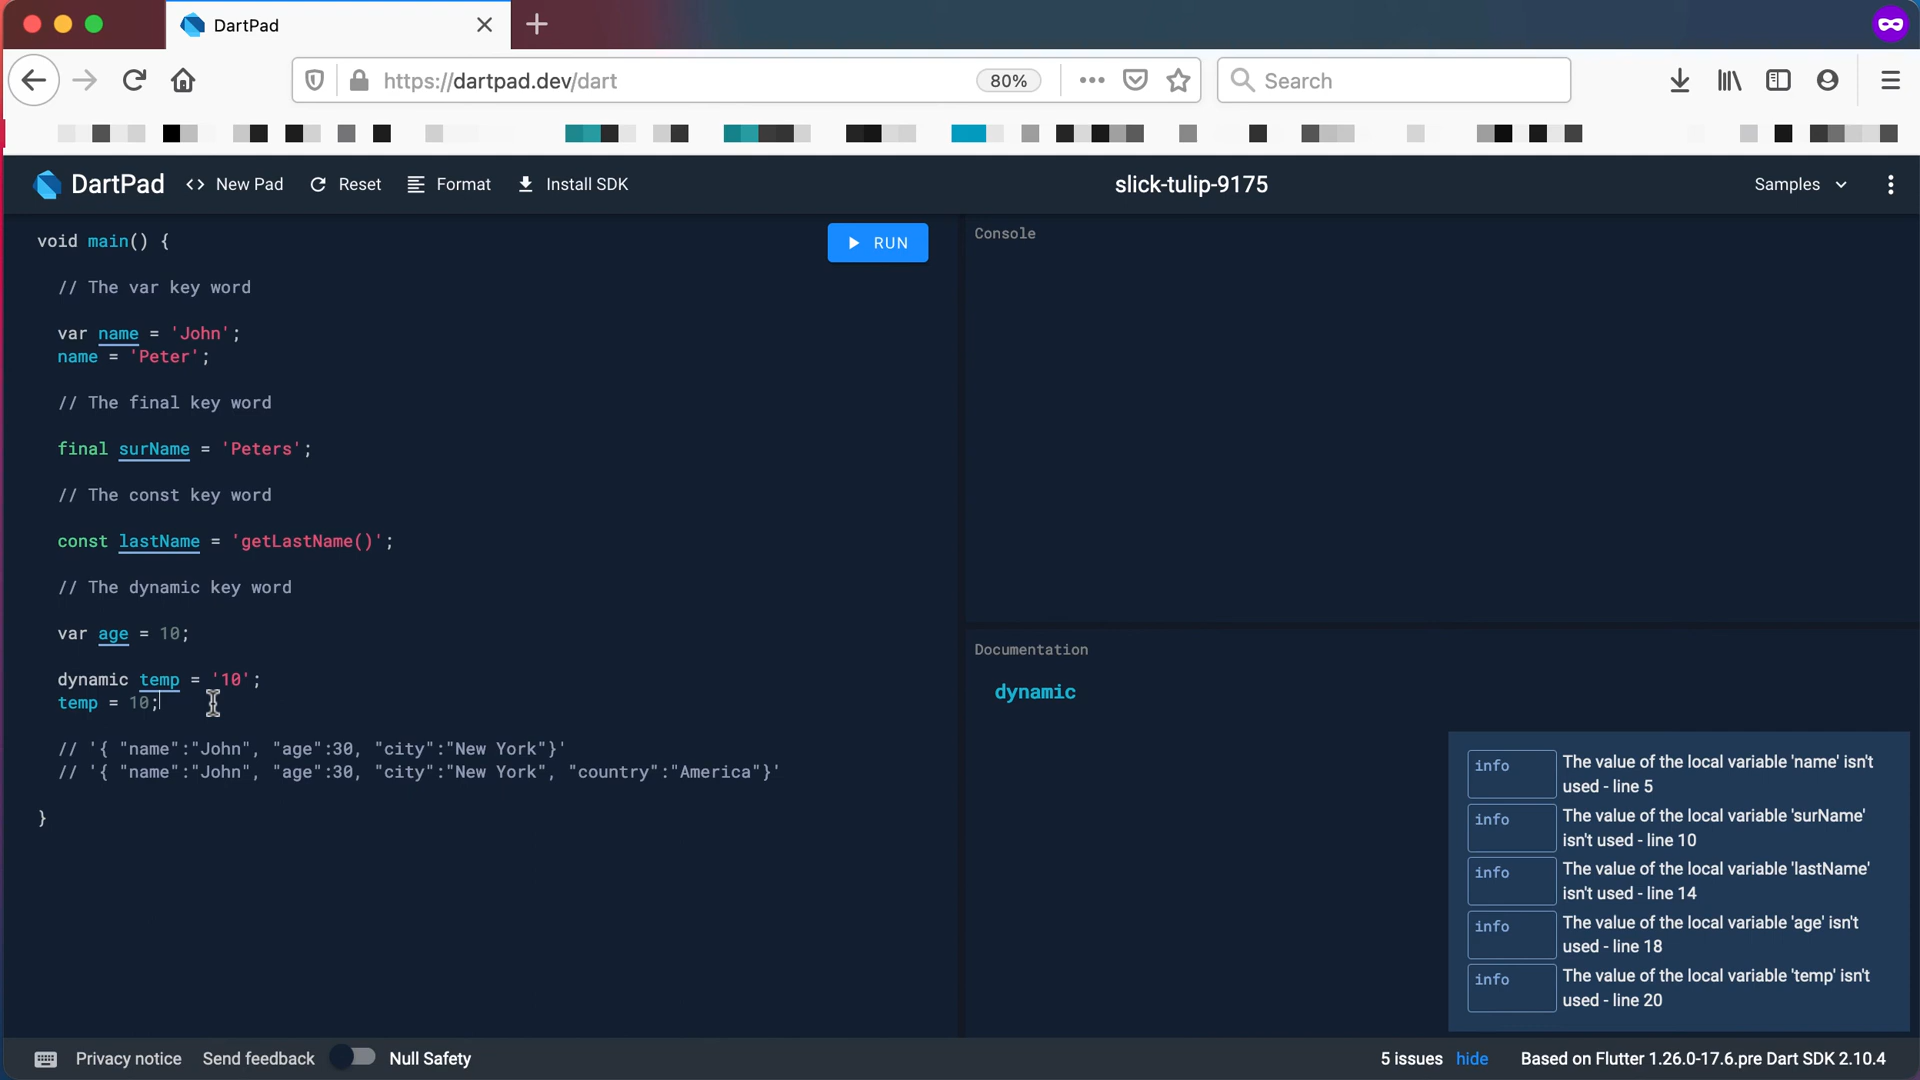 DartPad
https://dartpad.dev/dart
80%
Search
DartPad
<> New Pad
Reset
Format
Install SDK
slick-tulip-9175
Samples
void main() {
// The var key word
var name = 'John';
name = 'Peter';
// The final key word
final surName = 'Peters';
// The const key word
const lastName = 'getLastName()';
// The dynamic key word
var age = 10;
dynamic temp = '10';
temp = 10;
// '{ "name":"John", "age":30, "city":"New York"}'
// '{ "name":"John", "age":30, "city":"New York", "country":"America"}'
}
RUN
Console
Documentation
dynamic
info
The value of the local variable 'name' isn't
used - line 5
info
The value of the local variable 'surName'
isn't used - line 10
info
The value of the local variable 'lastName'
isn't used - line 14
info
The value of the local variable 'age' isn't
used - line 18
info
The value of the local variable 'temp' isn't
used - line 20
Privacy notice
Send feedback
Null Safety
5 issues
hide
Based on Flutter 1.26.0-17.6.pre Dart SDK 2.10.4